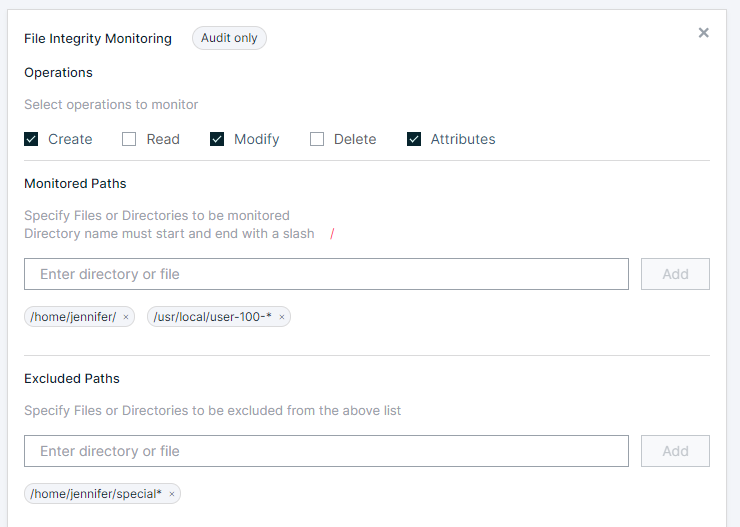 File Integrity Monitoring Audit only ×
Operations
Select operations to monitor
Create Read Modify Delete Attributes
Monitored Paths
Specify Files or Directories to be monitored
Directory name must start and end with a slash /
Enter directory or file Add
/home/jennifer/ × /usr/local/user-100-* ×
Excluded Paths
Specify Files or Directories to be excluded from the above list
Enter directory or file Add
/home/jennifer/special* ×